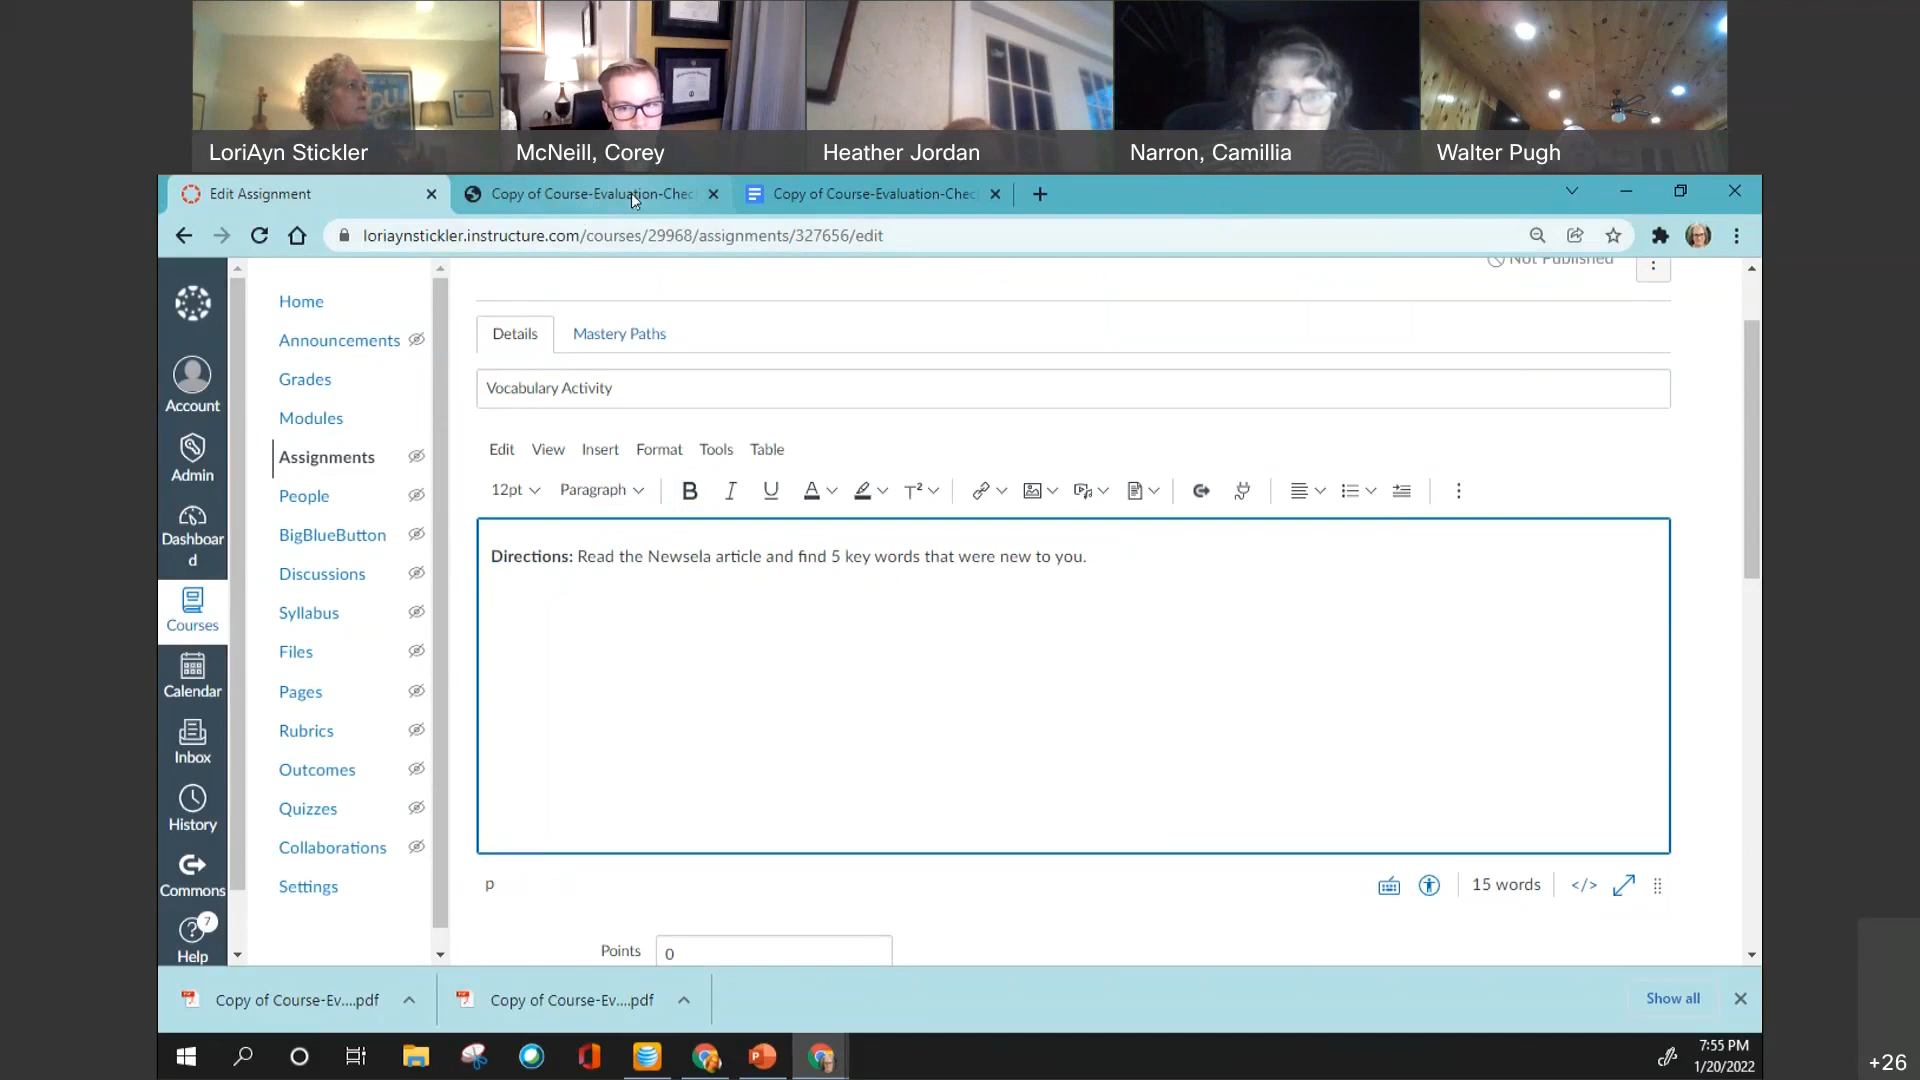 LoriAyn Stickler
McNeill, Corey
Heather Jordan
Narron, Camillia
Walter Pugh
Edit Assignment
Copy of Course-Evaluation-Chec
Copy of Course-Evaluation-Chec
loriaynstickler.instructure.com/courses/29968/assignments/327656/edit
Not Published
Account
Admin
Dashboar
d
Courses
Calendar
Inbox
History
Commons
7
Help
Home
Announcements
Grades
Modules
Assignments
People
BigBlueButton
Discussions
Syllabus
Files
Pages
Rubrics
Outcomes
Quizzes
Collaborations
Settings
Details
Mastery Paths
Vocabulary Activity
Edit View Insert Format Tools Table
12pt Paragraph B I U A T²
Directions: Read the Newsela article and find 5 key words that were new to you.
p
15 words
</>
Points 0
Copy of Course-Ev....pdf
Copy of Course-Ev....pdf
Show all
7:55 PM
1/20/2022
+26